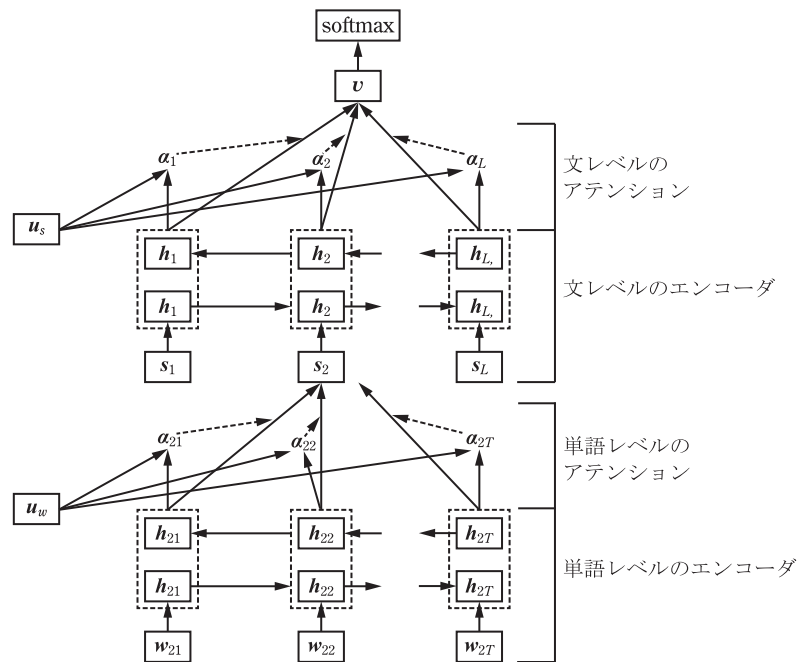 softmax
v
α1
α2
αL
文レベルの
アテンション
us
h1
h2
hL,
文レベルのエンコーダ
h1
h2
hL,
s1
s2
sL
α21
α22
α2T
単語レベルの
アテンション
uw
h21
h22
h2T
単語レベルのエンコーダ
h21
h22
h2T
w21
w22
w2T